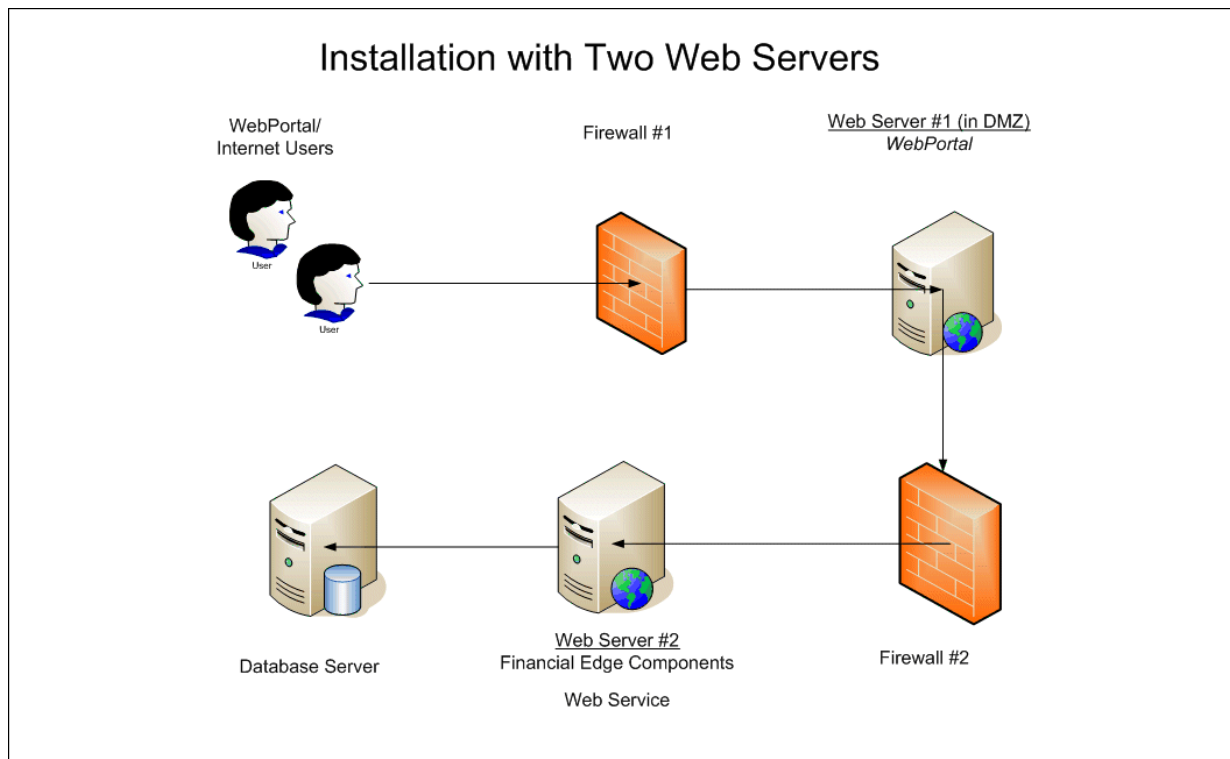 Installation with Two Web Servers
WebPortal/
Internet Users
Firewall #1
Web Server #1 (in DMZ)
WebPortal
User
User
Database Server
Web Server #2
Financial Edge Components
Web Service
Firewall #2